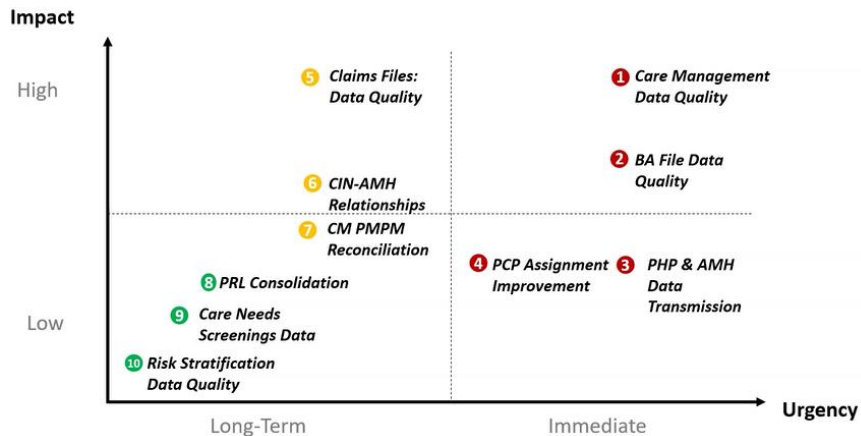 Impact
High
5 Claims Files:
Data Quality
1 Care Management
Data Quality
2 BA File Data
Quality
6 CIN-AMH
Relationships
7 CM PMPM
Reconciliation
4 PCP Assignment
Improvement
3 PHP & AMH
Data
Transmission
8 PRL Consolidation
Low
9 Care Needs
Screenings Data
10 Risk Stratification
Data Quality
Urgency
Long-Term
Immediate